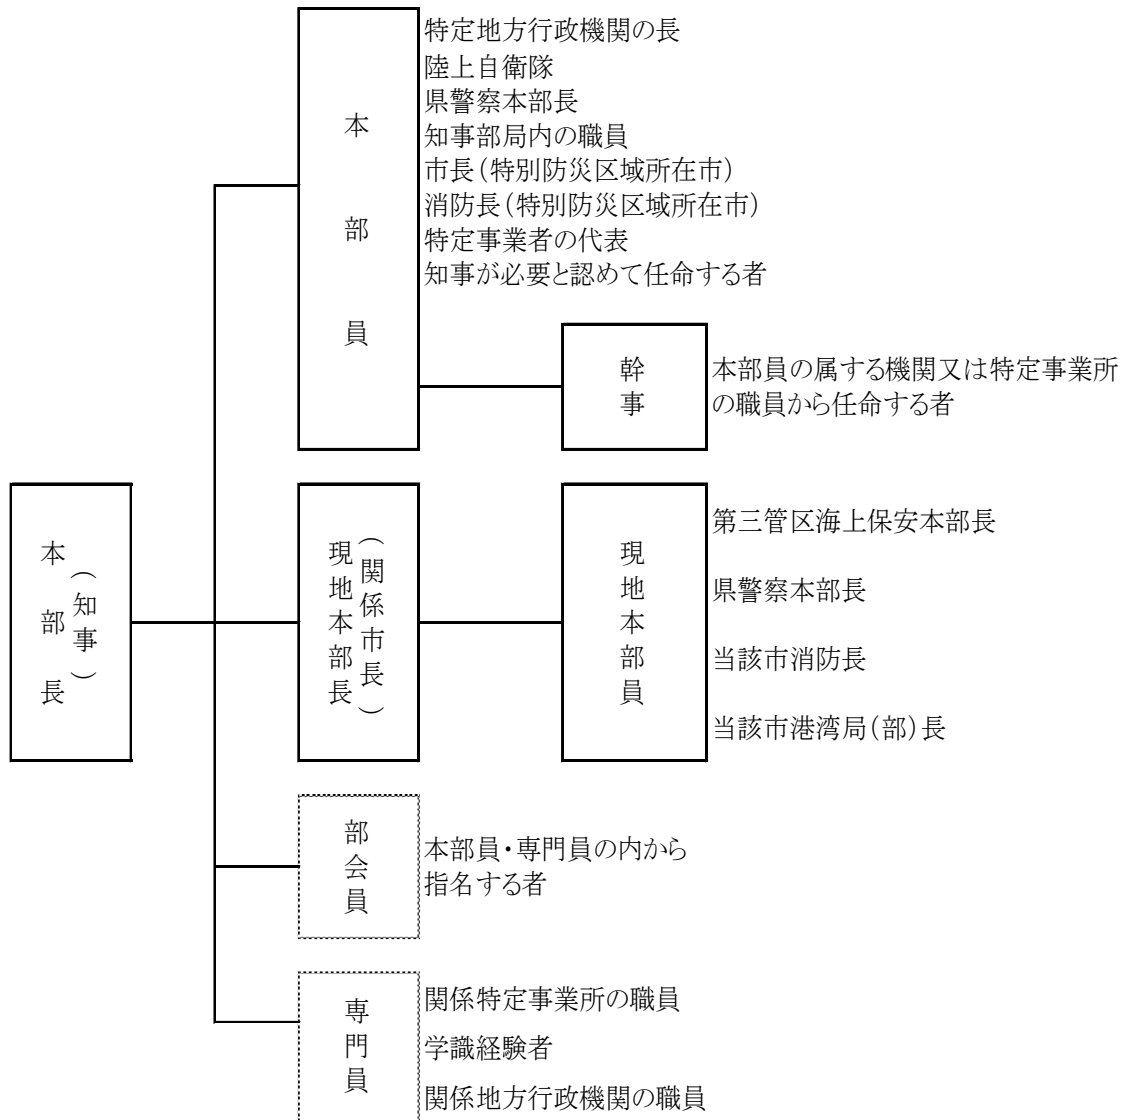 特定地方行政機関の長
陸上自衛隊
県警察本部長
知事部局内の職員
市長（特別防災区域所在市）
消防長（特別防災区域所在市）
特定事業者の代表
知事が必要と認めて任命する者
本部員
幹事
本部員の属する機関又は特定事業所
の職員から任命する者
本部長
（知事）
現地本部長
（関係市長）
現地本部員
第三管区海上保安本部長
県警察本部長
当該市消防長
当該市港湾局（部）長
部会員
本部員・専門員の内から
指名する者
専門員
関係特定事業所の職員
学識経験者
関係地方行政機関の職員